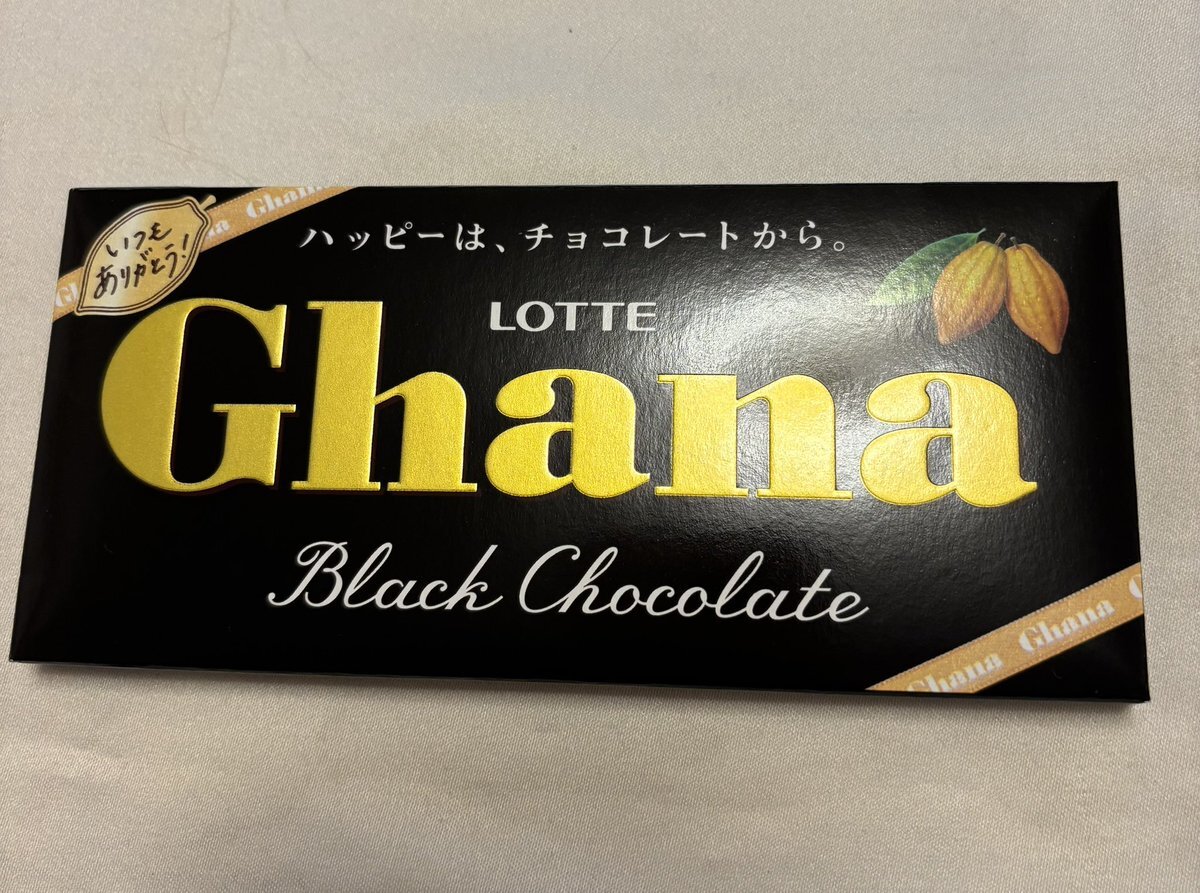 いつも
ありがとう!
Ghana
ハッピーは、チョコレートから。
LOTTE
Ghana
Black Chocolate
Ghana Ghana